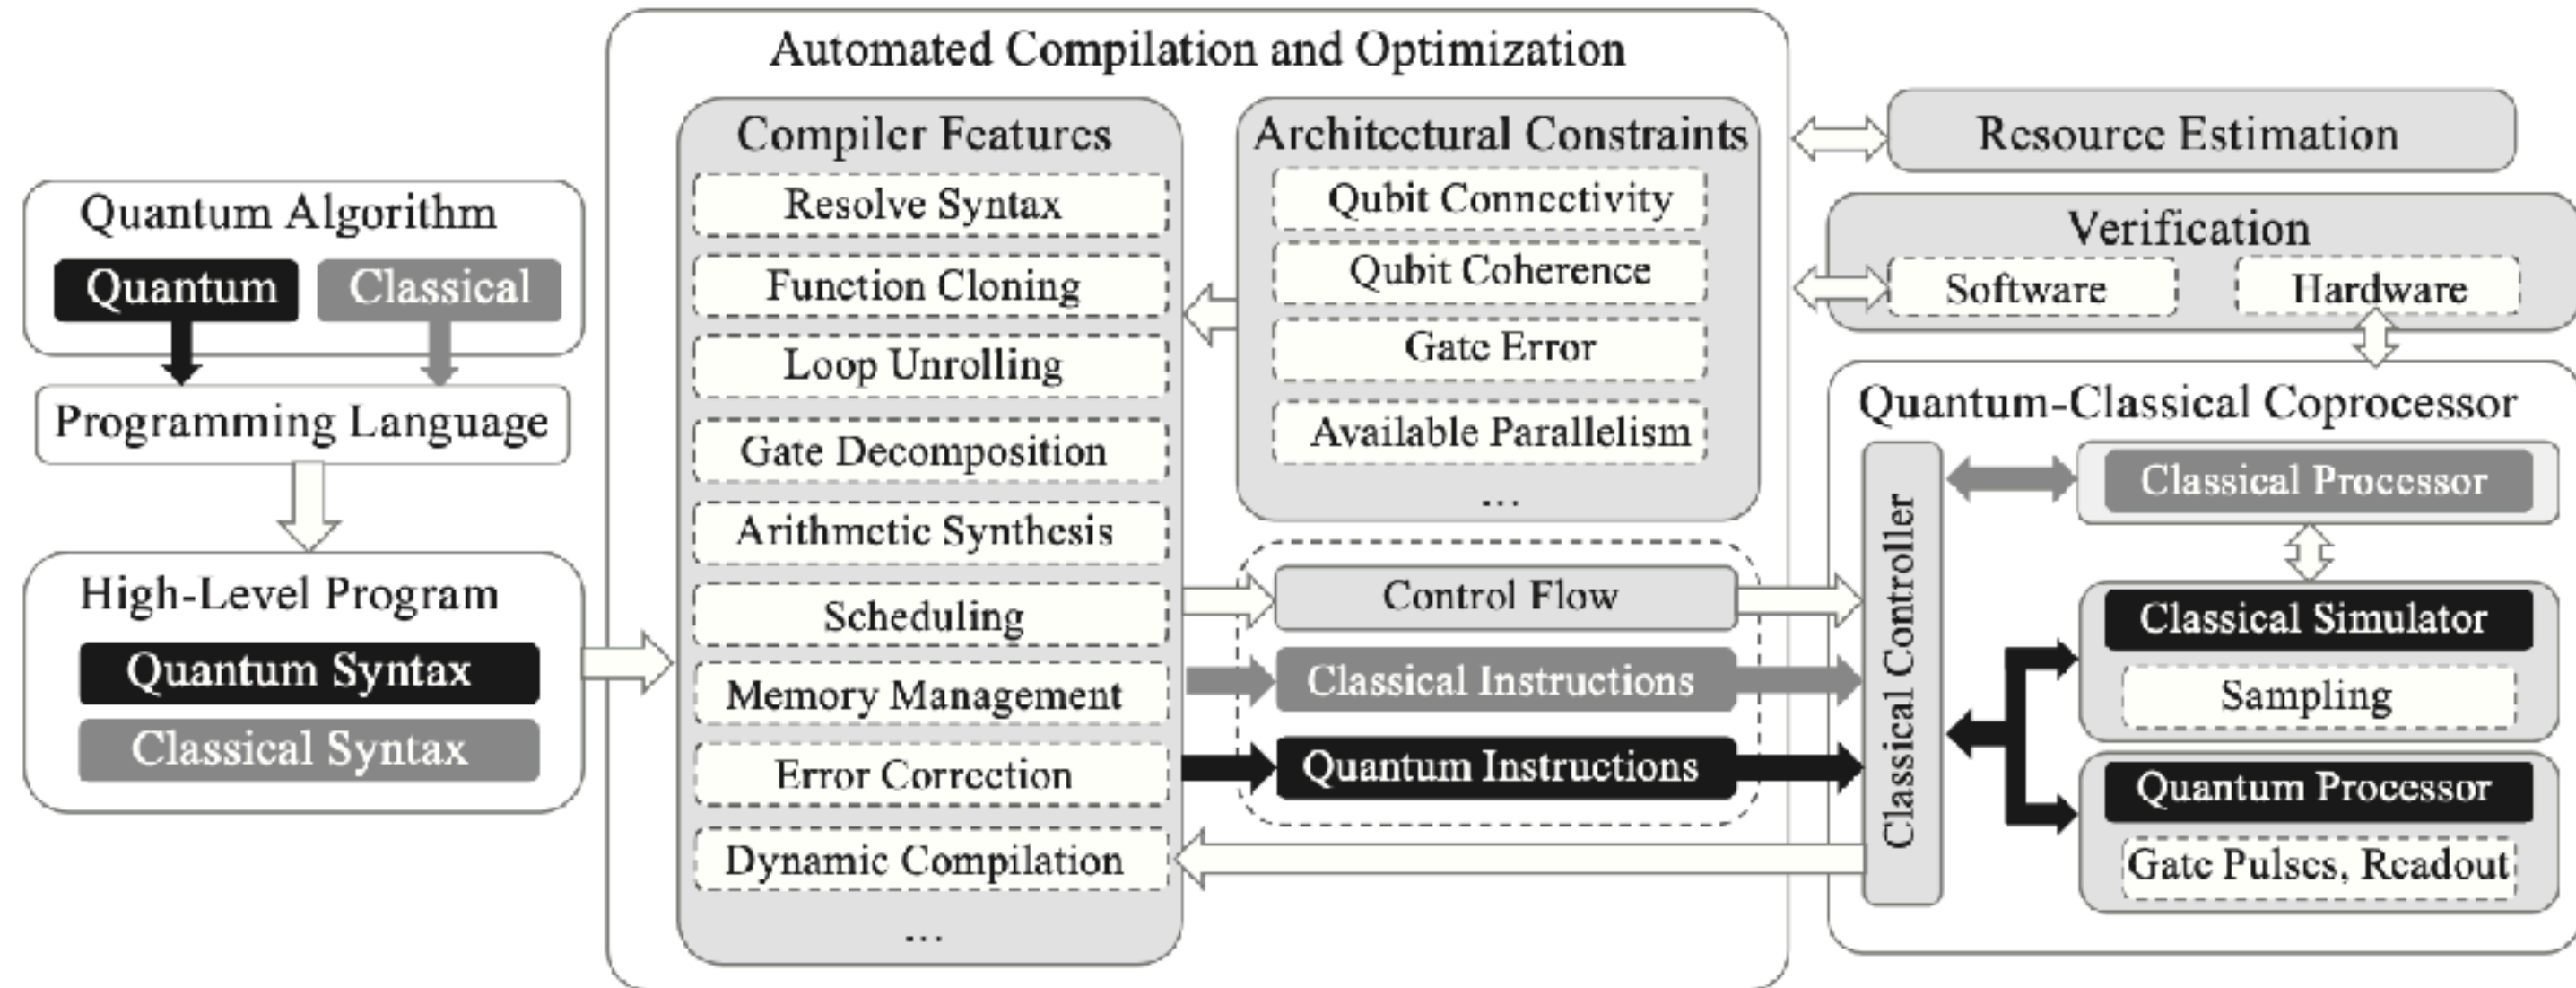 Automated Compilation and Optimization
Quantum Algorithm
Quantum
Classical
Programming Language
High-Level Program
Quantum Syntax
Classical Syntax
Compiler Features
Resolve Syntax
Function Cloning
Loop Unrolling
Gate Decomposition
Arithmetic Synthesis
Scheduling
Memory Management
Error Correction
Dynamic Compilation
...
Architectural Constraints
Qubit Connectivity
Qubit Coherence
Gate Error
Available Parallelism
...
Control Flow
Classical Instructions
Quantum Instructions
Resource Estimation
Verification
Software
Hardware
Quantum-Classical Coprocessor
Classical Controller
Classical Processor
Classical Simulator
Sampling
Quantum Processor
Gate Pulses, Readout